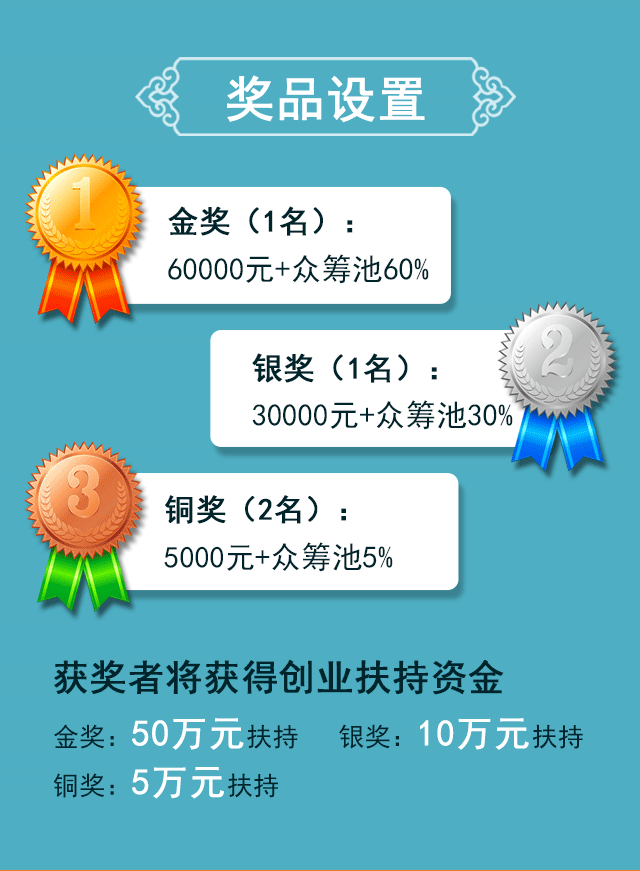 奖品设置
1
金奖（1名）：
60000元+众筹池60%
2
银奖（1名）：
30000元+众筹池30%
3
铜奖（2名）：
5000元+众筹池5%
获奖者将获得创业扶持资金
金奖：50万元扶持 银奖：10万元扶持
铜奖：5万元扶持